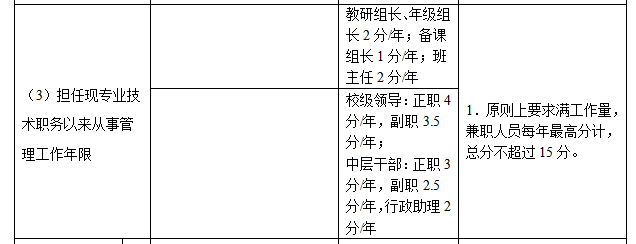 （3）担任现专业技
术职务以来从事管
理工作年限
教研组长、年级组
长 2 分/年；备课
组长 1 分/年；班
主任 2 分/年
校级领导：正职 4
分/年，副职 3.5
分/年；
中层干部：正职 3
分/年，副职 2.5
分/年，行政助理 2
分/年
1．原则上要求满工作量，
兼职人员每年最高分计，
总分不超过 15 分。